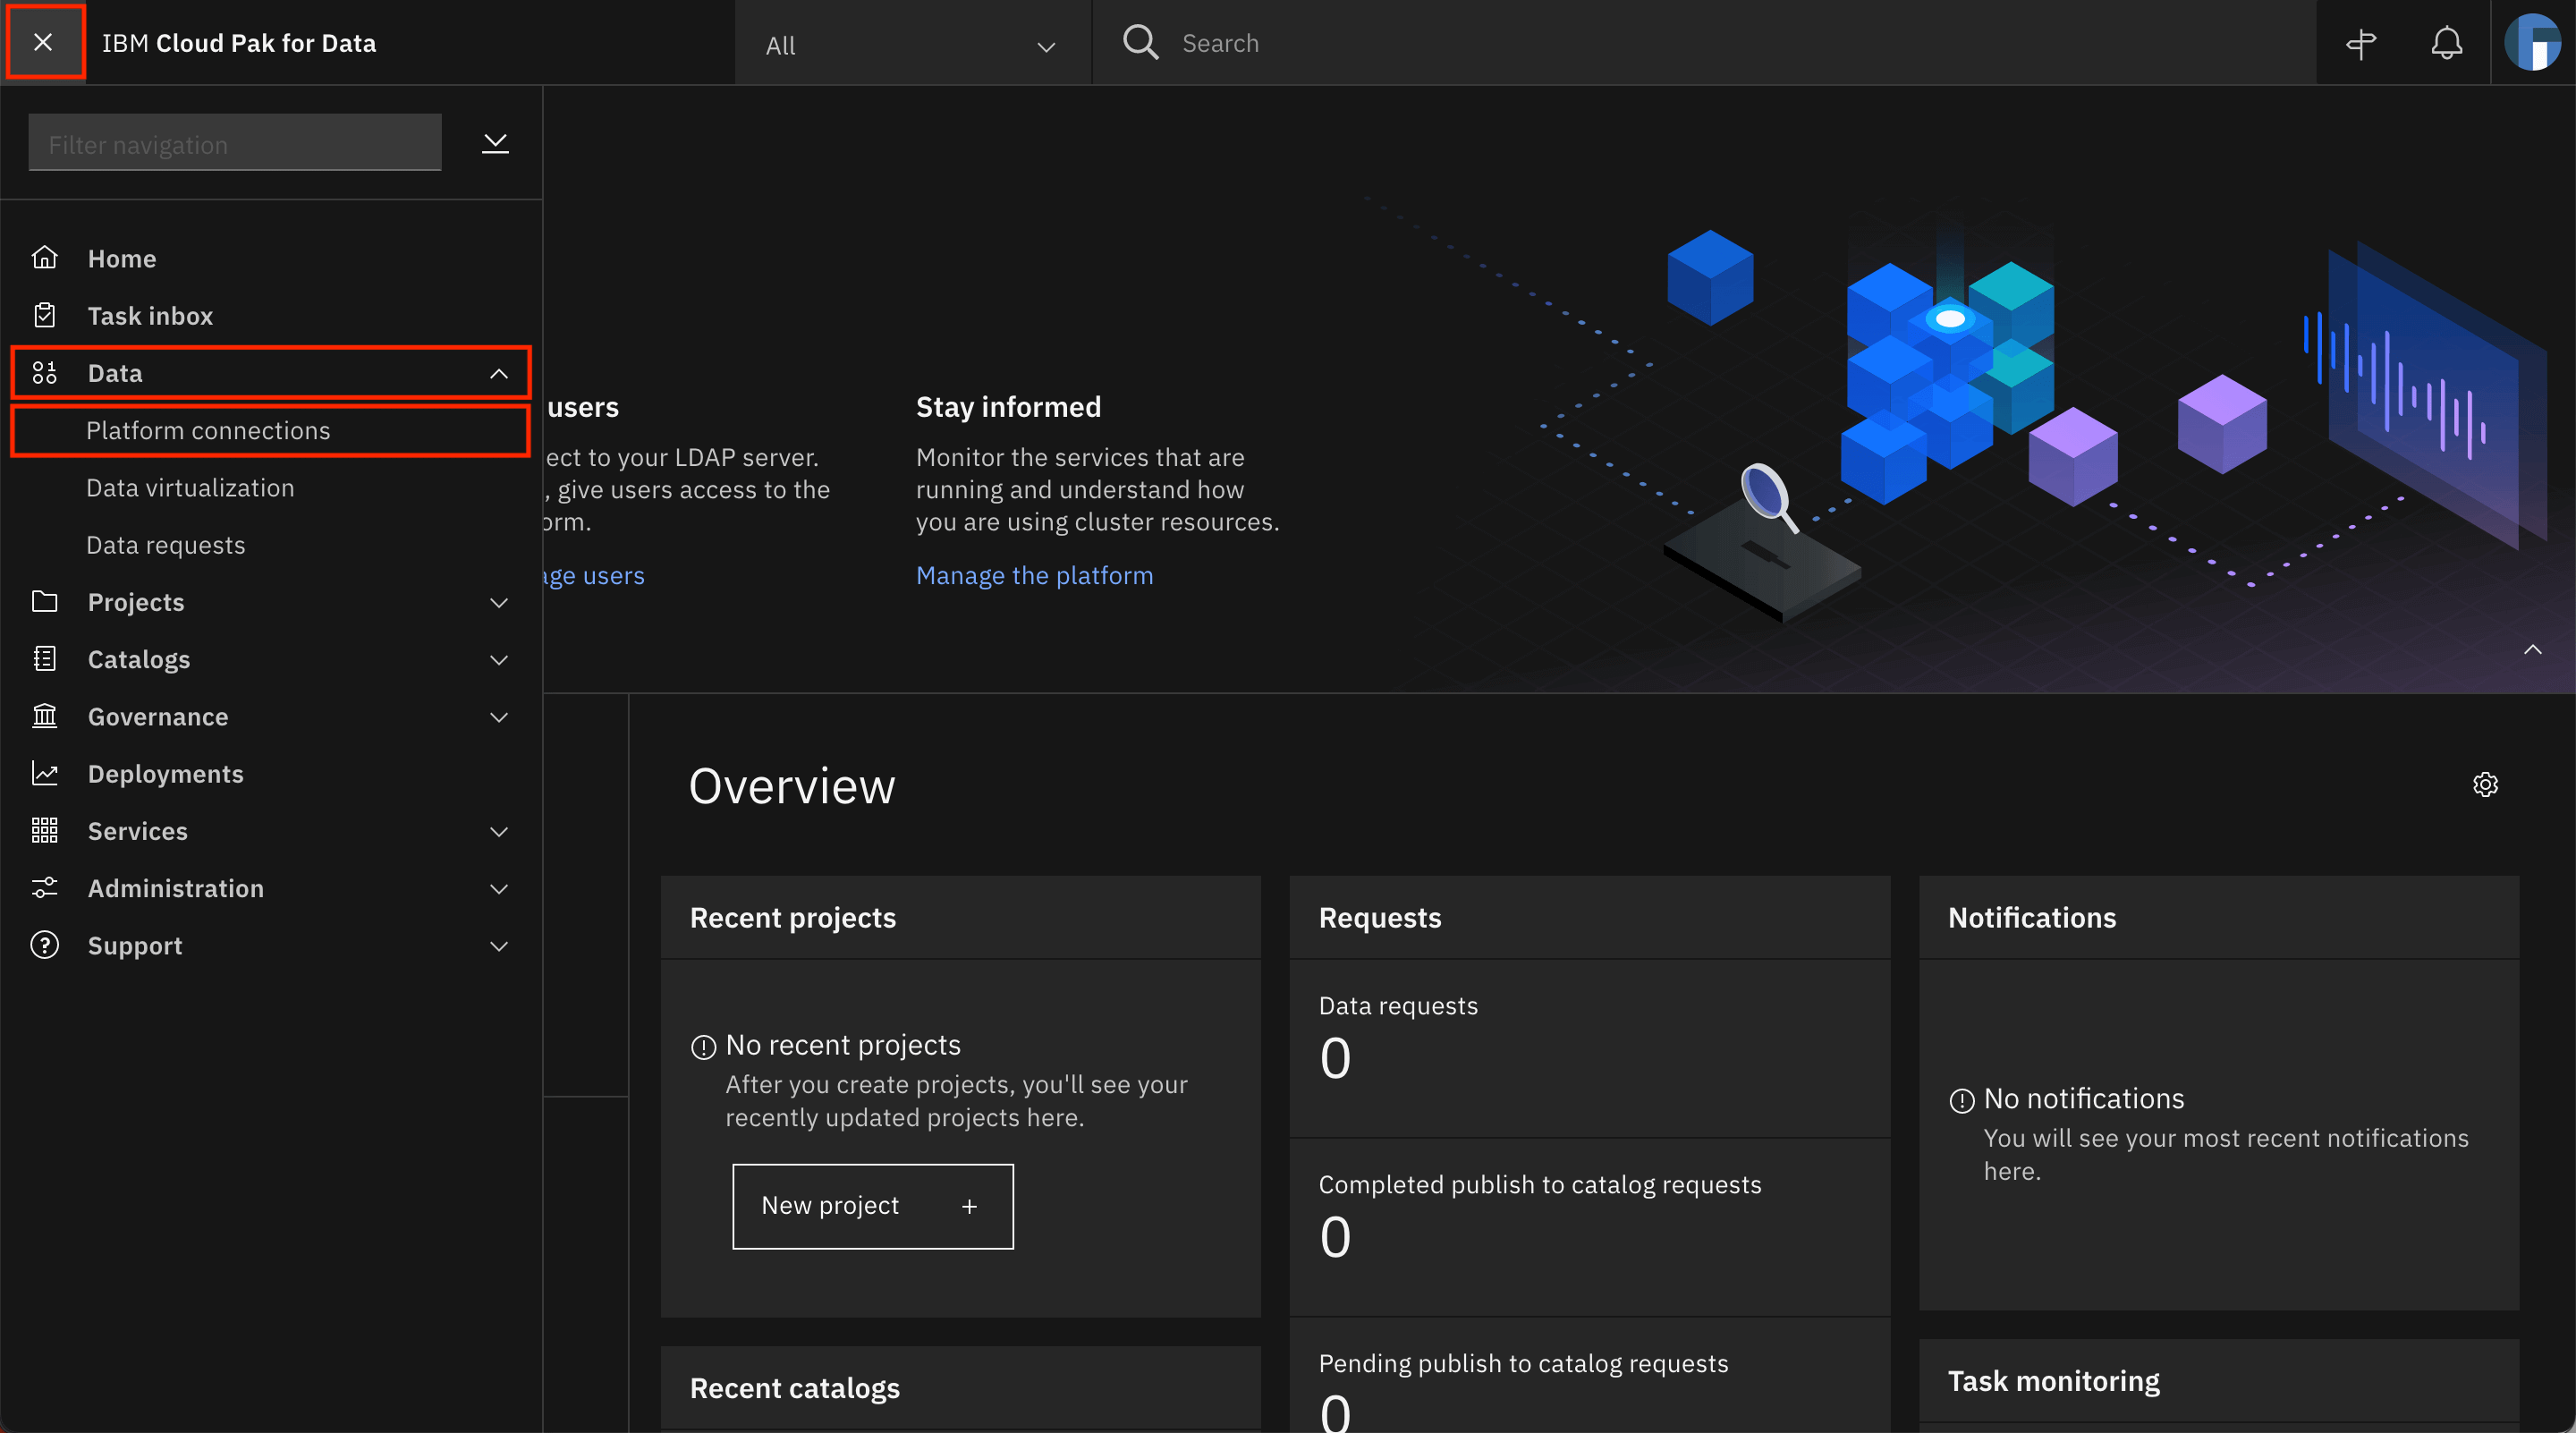 IBM Cloud Pak for Data
All
Search
Filter navigation
Home
Task inbox
Data
Platform connections
Data virtualization
Data requests
Projects
Catalogs
Governance
Deployments
Services
Administration
Support
users
ect to your LDAP server.
, give users access to the
orm.
age users
Stay informed
Monitor the services that are
running and understand how
you are using cluster resources.
Manage the platform
Overview
Recent projects
No recent projects
After you create projects, you'll see your
recently updated projects here.
New project +
Recent catalogs
Requests
Data requests
0
Completed publish to catalog requests
0
Pending publish to catalog requests
0
Notifications
No notifications
You will see your most recent notifications
here.
Task monitoring